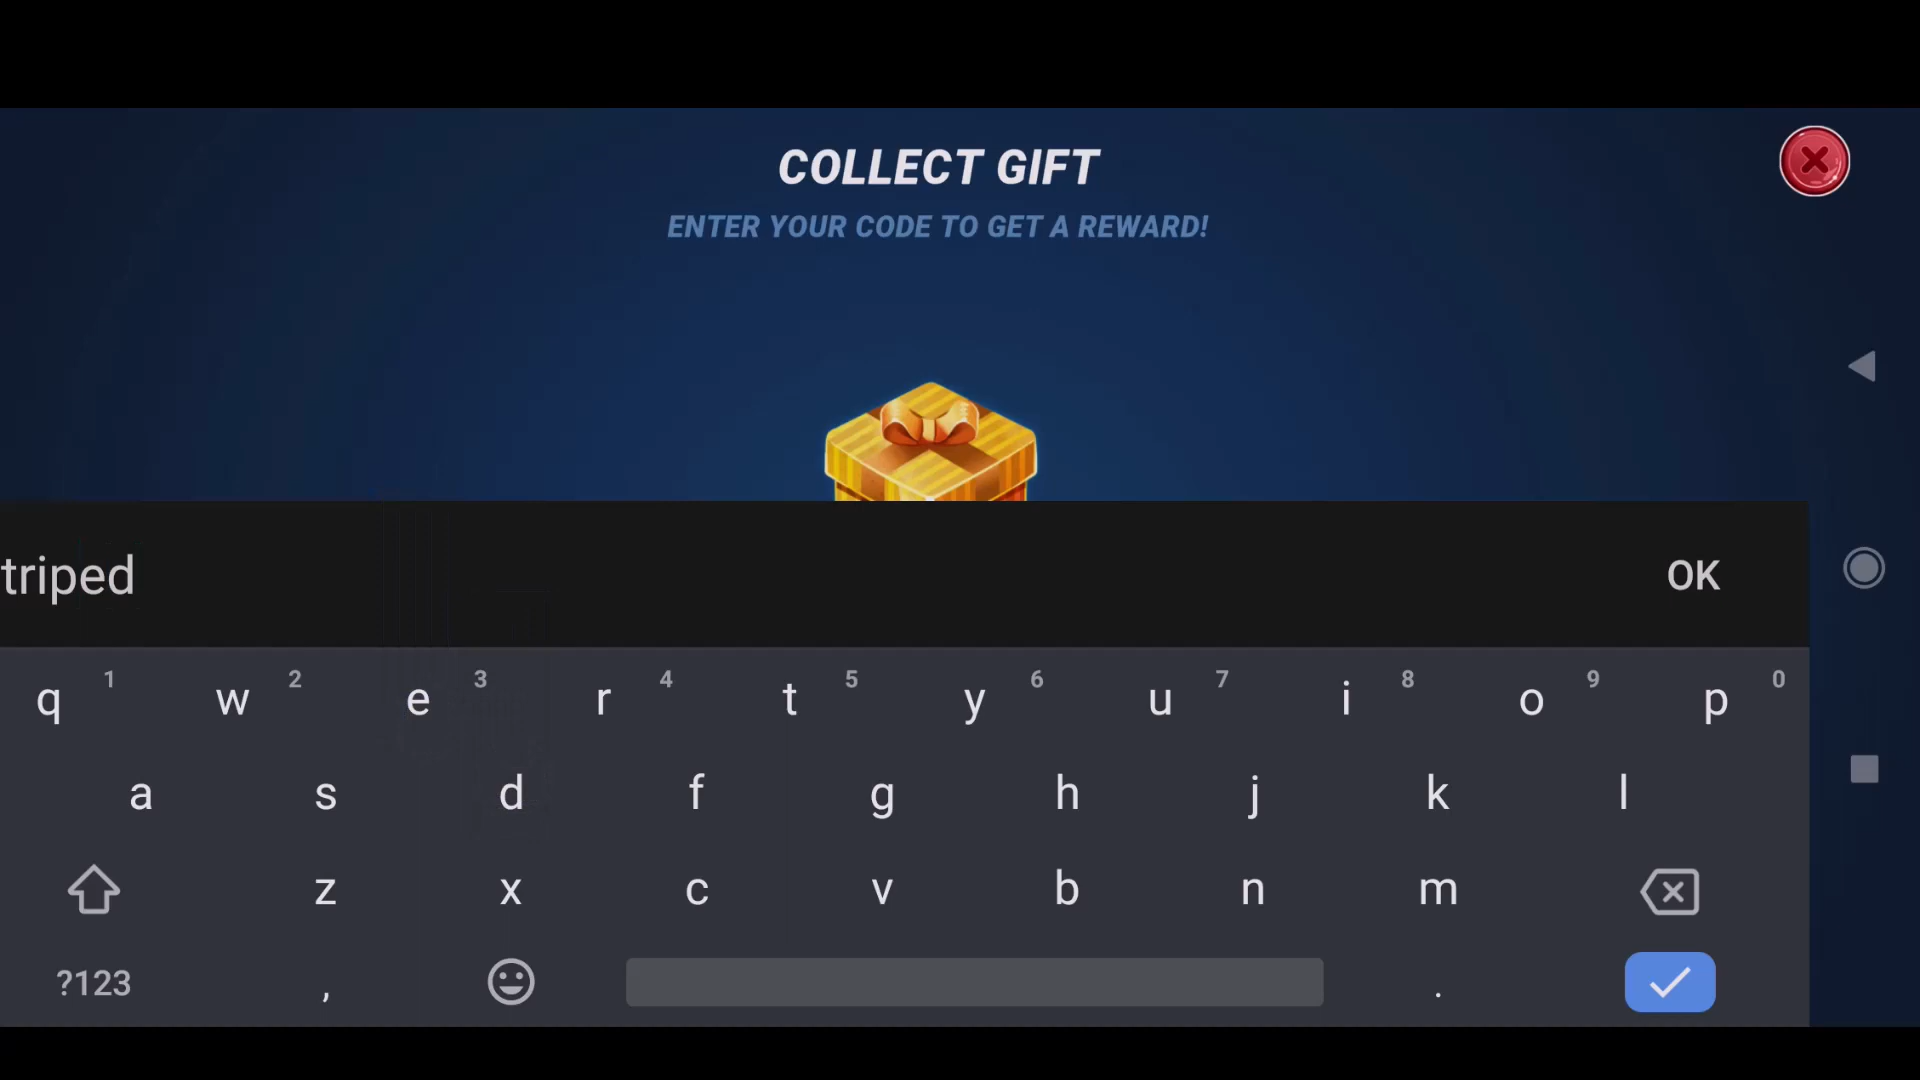 COLLECT GIFT
ENTER YOUR CODE TO GET A REWARD!
triped
OK
q 1 w 2 e 3 r 4 t 5 y 6 u 7 i 8 o 9 p 0
a s d f g h j k l
z x c v b n m
?123 , .